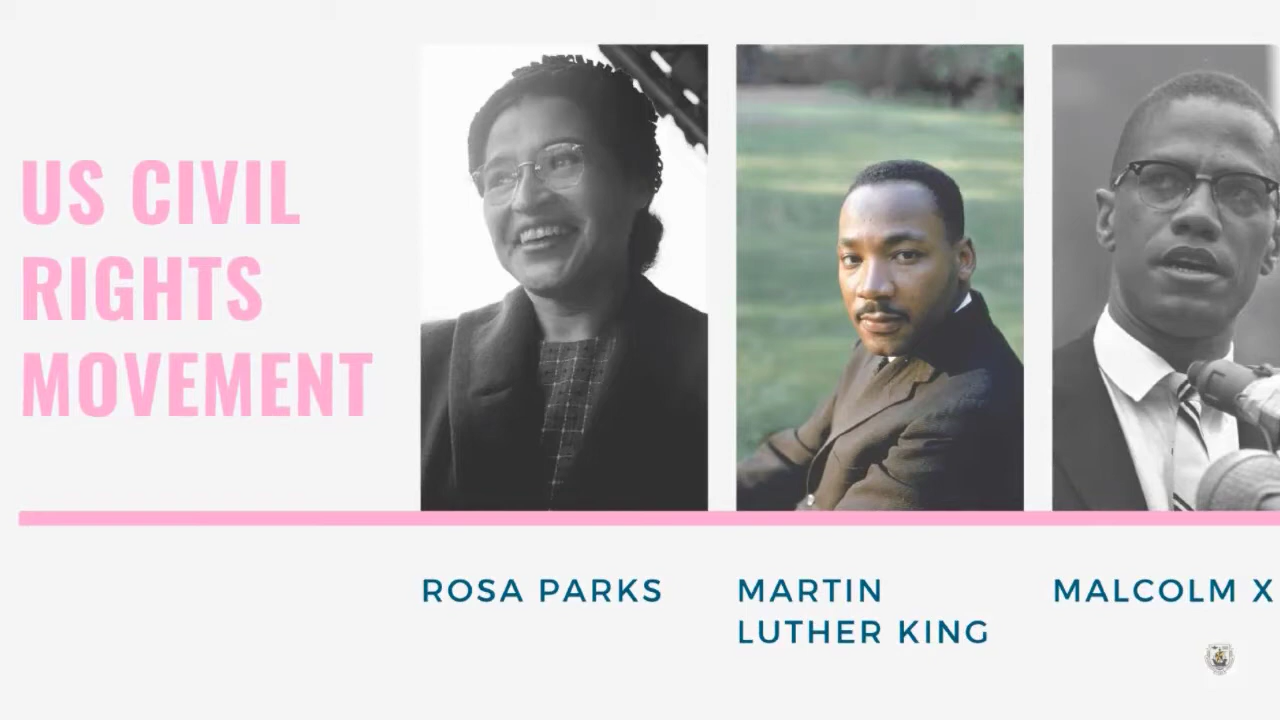 US CIVIL
RIGHTS
MOVEMENT
ROSA PARKS
MARTIN
LUTHER KING
MALCOLM X